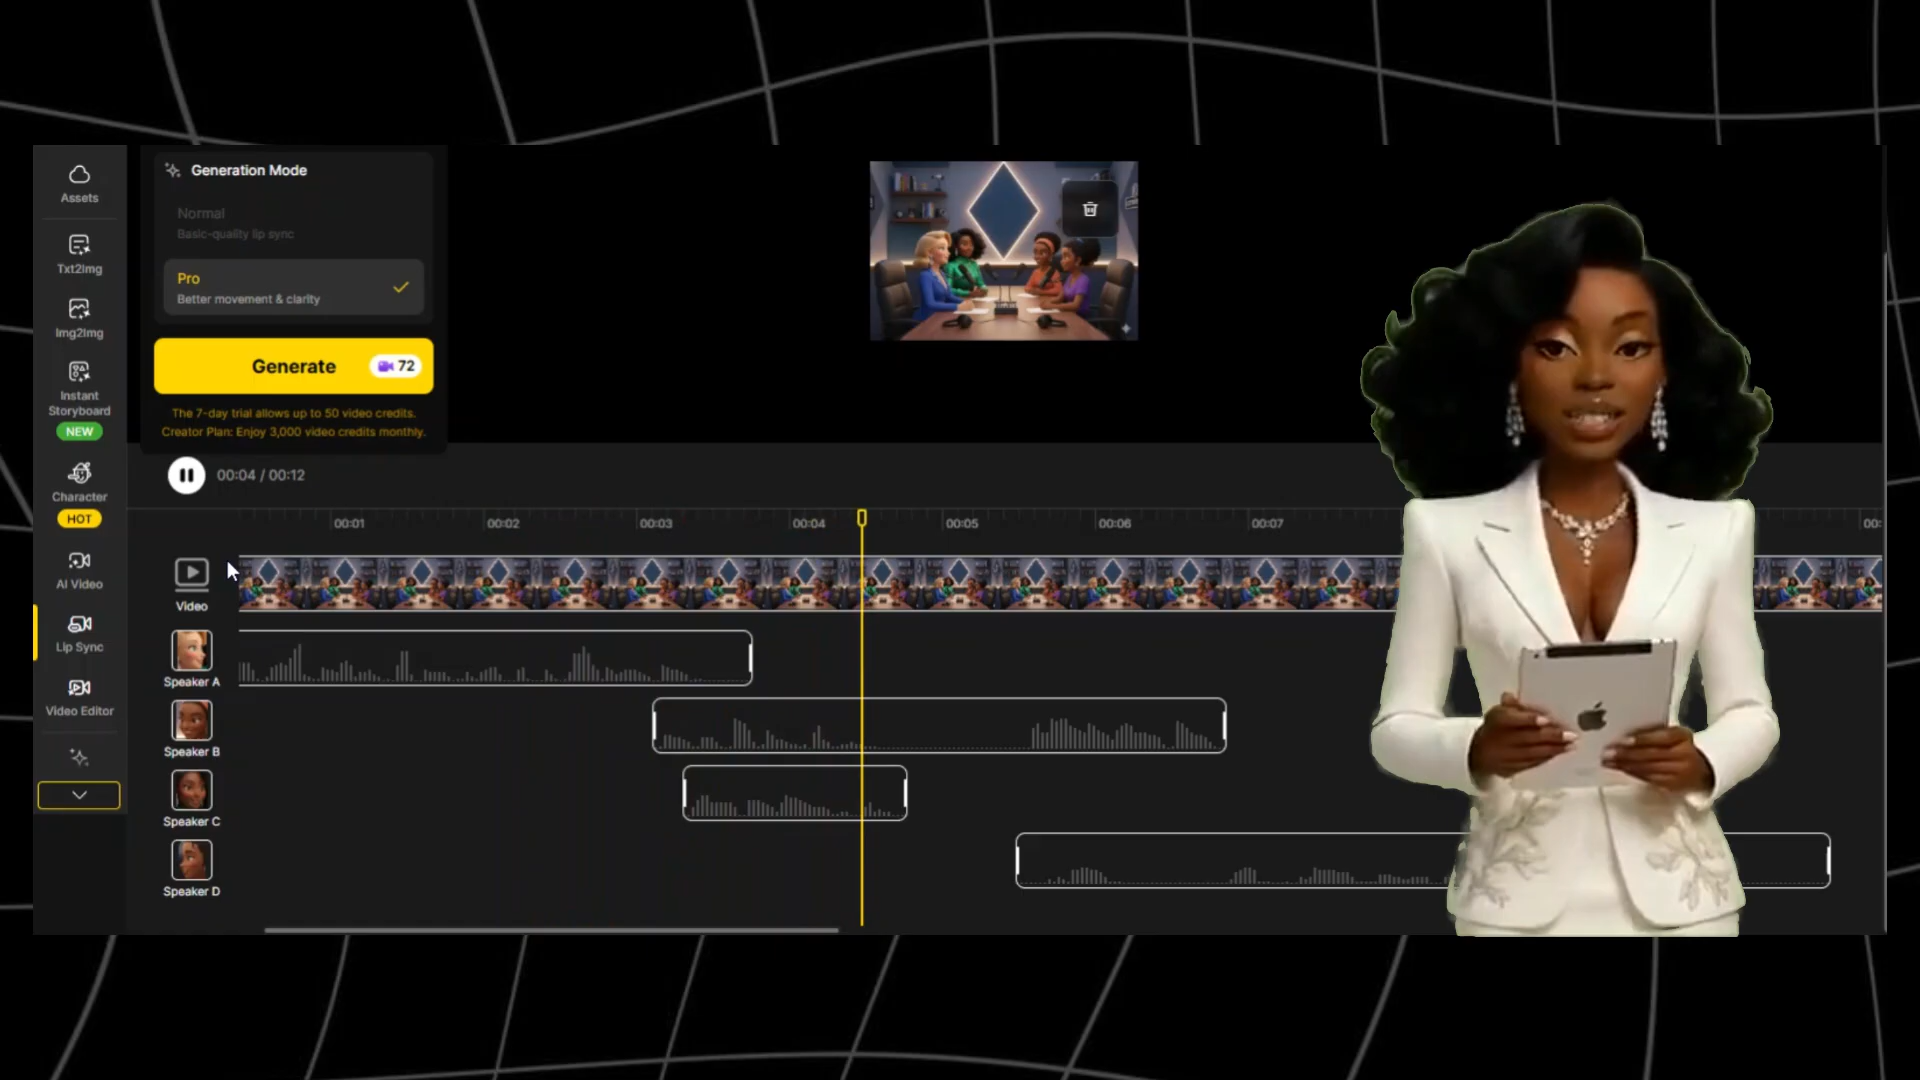 Assets
Txt2Img
Img2Img
Instant
Storyboard
NEW
Character
HOT
AI Video
Lip Sync
Video Editor
Generation Mode
Normal
Basic-quality lip sync
Pro
Better movement & clarity
Generate 72
The 7-day trial allows up to 50 video credits.
Creator Plan: Enjoy 3,000 video credits monthly.
00:04 / 00:12
00:01 00:02 00:03 00:04 00:05 00:06 00:07 00:
Video
Speaker A
Speaker B
Speaker C
Speaker D